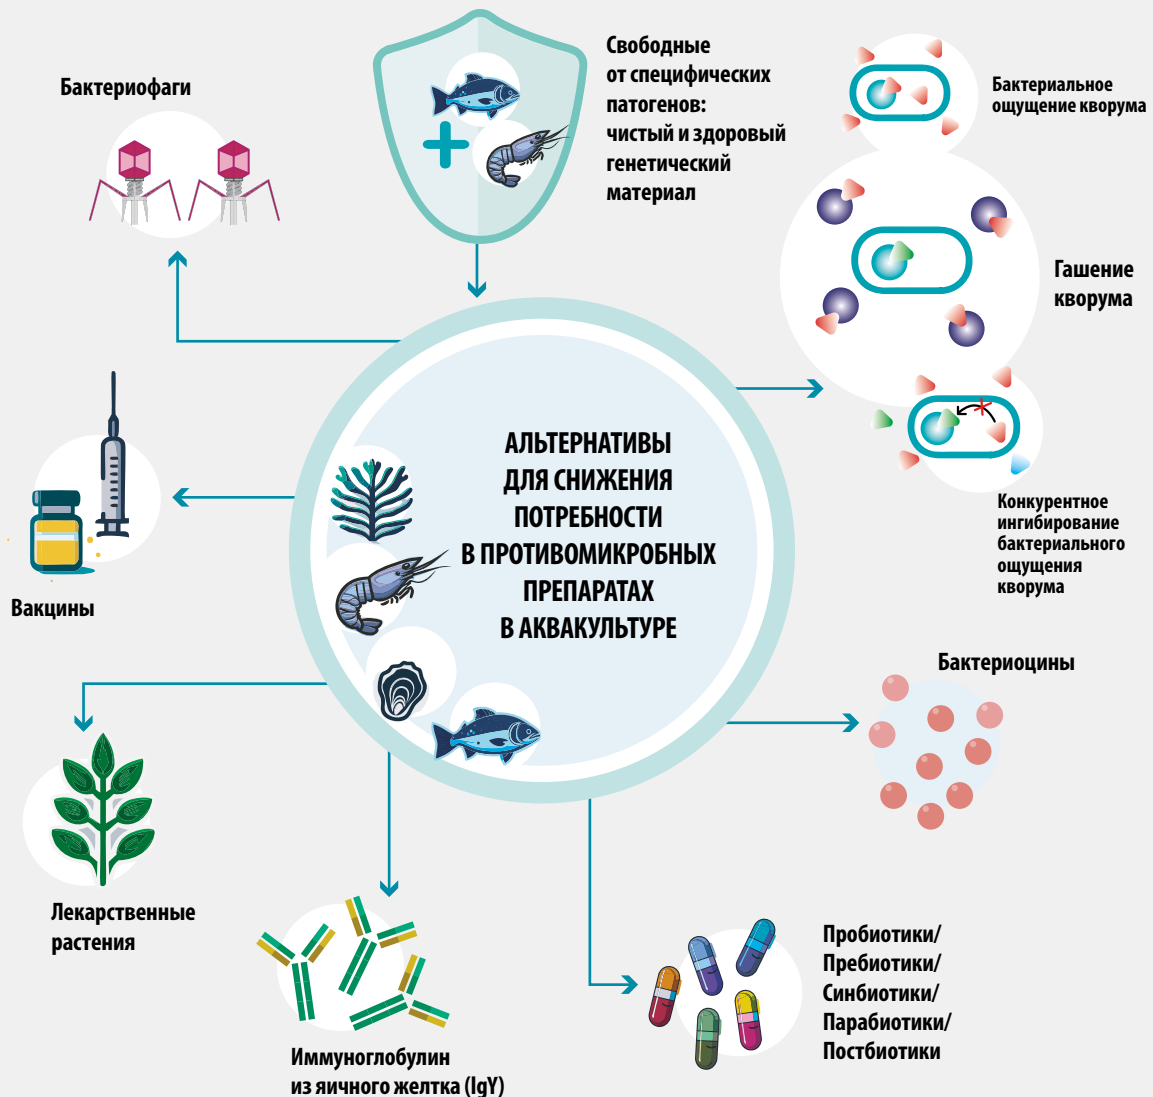 Бактериофаги
Свободные
от специфических
патогенов:
чистый и здоровый
генетический
материал
Бактериальное
ощущение кворума
Гашение
кворума
Конкурентное
ингибирование
бактериального
ощущения
кворума
АЛЬТЕРНАТИВЫ
ДЛЯ СНИЖЕНИЯ
ПОТРЕБНОСТИ
В ПРОТИВОМИКРОБНЫХ
ПРЕПАРАТАХ
В АКВАКУЛЬТУРЕ
Вакцины
Бактериоцины
Лекарственные
растения
Иммуноглобулин
из яичного желтка (IgY)
Пробиотики/
Пребиотики/
Синбиотики/
Парабиотики/
Постбиотики